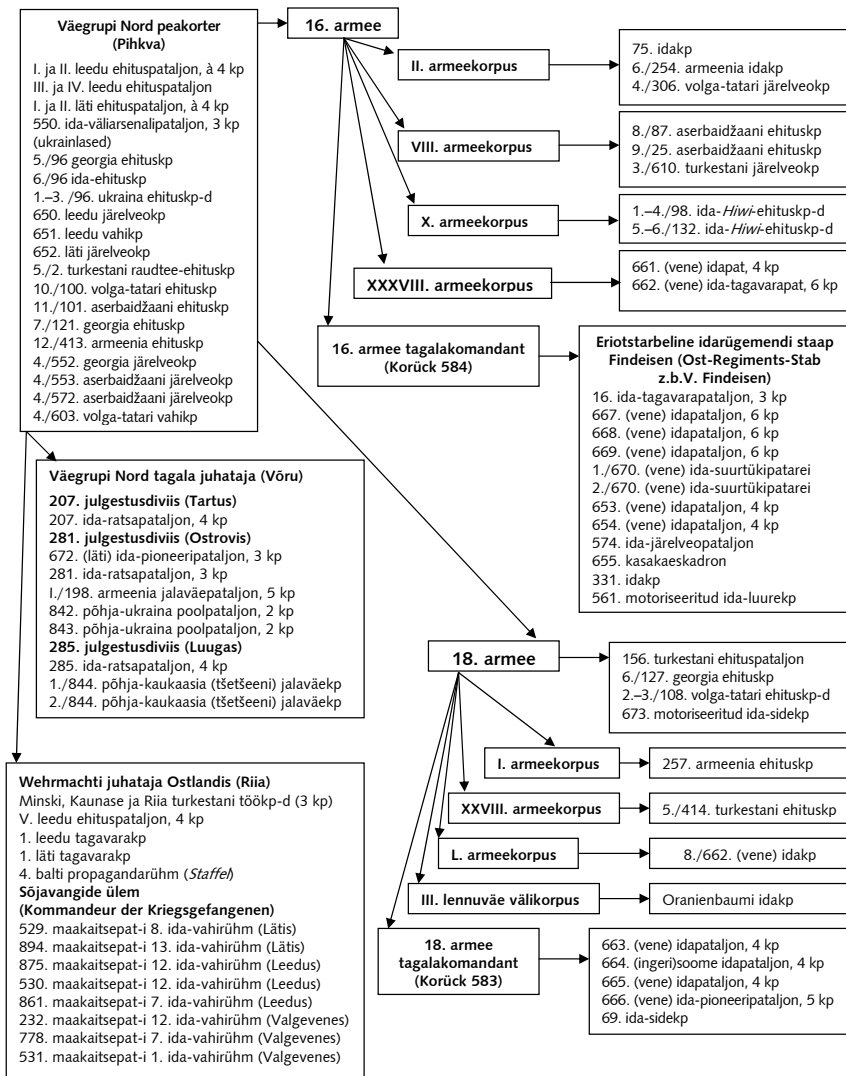 Väegrupi Nord peakorter
(Pihkva)
I. ja II. leedu ehituspataljon, à 4 kp
III. ja IV. leedu ehituspataljon
I. ja II. läti ehituspataljon, à 4 kp
550. ida-väliarsenalipataljon, 3 kp
(ukrainlased)
5./96 georgia ehituskp
6./96 ida-ehituskp
1.–3. /96. ukraina ehituskp-d
650. leedu järelveokp
651. leedu vahikp
652. läti järelveokp
5./2. turkestani raudtee-ehituskp
10./100. volga-tatari ehituskp
11./101. aserbaidžaani ehituskp
7./121. georgia ehituskp
12./413. armeenia ehituskp
4./552. georgia järelveokp
4./553. aserbaidžaani järelveokp
4./572. aserbaidžaani järelveokp
4./603. volga-tatari vahikp
16. armee
II. armeekorpus
75. idakp
6./254. armeenia idakp
4./306. volga-tatari järelveokp
VIII. armeekorpus
8./87. aserbaidžaani ehituskp
9./25. aserbaidžaani ehituskp
3./610. turkestani järelveokp
X. armeekorpus
1.–4./98. ida-Hiwi-ehituskp-d
5.–6./132. ida-Hiwi-ehituskp-d
XXXVIII. armeekorpus
661. (vene) idapat, 4 kp
662. (vene) ida-tagavarapat, 6 kp
16. armee tagalakomandant
(Korück 584)
Eriotstarbeline idarügemendi staap
Findeisen (Ost-Regiments-Stab
z.b.V. Findeisen)
16. ida-tagavarapataljon, 3 kp
667. (vene) idapataljon, 6 kp
668. (vene) idapataljon, 6 kp
669. (vene) idapataljon, 6 kp
1./670. (vene) ida-suurtükipatarei
2./670. (vene) ida-suurtükipatarei
653. (vene) idapataljon, 4 kp
654. (vene) idapataljon, 4 kp
574. ida-järelveopataljon
655. kasakaeskadron
331. idakp
561. motoriseeritud ida-luurekp
Väegrupi Nord tagala juhataja (Võru)
207. julgestusdiviis (Tartus)
207. ida-ratsapataljon, 4 kp
281. julgestusdiviis (Ostrovis)
672. (läti) ida-pioneeripataljon, 3 kp
281. ida-ratsapataljon, 3 kp
I./198. armeenia jalaväepataljon, 5 kp
842. põhja-ukraina poolpataljon, 2 kp
843. põhja-ukraina poolpataljon, 2 kp
285. julgestusdiviis (Luugas)
285. ida-ratsapataljon, 4 kp
1./844. põhja-kaukaasia (tšetšeeni) jalaväekp
2./844. põhja-kaukaasia (tšetšeeni) jalaväekp
18. armee
156. turkestani ehituspataljon
6./127. georgia ehituskp
2.–3./108. volga-tatari ehituskp-d
673. motoriseeritud ida-sidekp
I. armeekorpus
257. armeenia ehituskp
XXVIII. armeekorpus
5./414. turkestani ehituskp
L. armeekorpus
8./662. (vene) idakp
III. lennuväe välikorpus
Oranienbaumi idakp
18. armee
tagalakomandant
(Korück 583)
663. (vene) idapataljon, 4 kp
664. (ingeri)soome idapataljon, 4 kp
665. (vene) idapataljon, 4 kp
666. (vene) ida-pioneeripataljon, 5 kp
69. ida-sidekp
Wehrmachti juhataja Ostlandis (Riia)
Minski, Kaunase ja Riia turkestani töökp-d (3 kp)
V. leedu ehituspataljon, 4 kp
1. leedu tagavarakp
1. läti tagavarakp
4. balti propagandarühm (Staffel)
Sõjavangide ülem
(Kommandeur der Kriegsgefangenen)
529. maakaitsepat-i 8. ida-vahirühm (Lätis)
894. maakaitsepat-i 13. ida-vahirühm (Lätis)
875. maakaitsepat-i 12. ida-vahirühm (Leedus)
530. maakaitsepat-i 12. ida-vahirühm (Leedus)
861. maakaitsepat-i 7. ida-vahirühm (Leedus)
232. maakaitsepat-i 12. ida-vahirühm (Valgevenes)
778. maakaitsepat-i 7. ida-vahirühm (Valgevenes)
531. maakaitsepat-i 1. ida-vahirühm (Valgevenes)